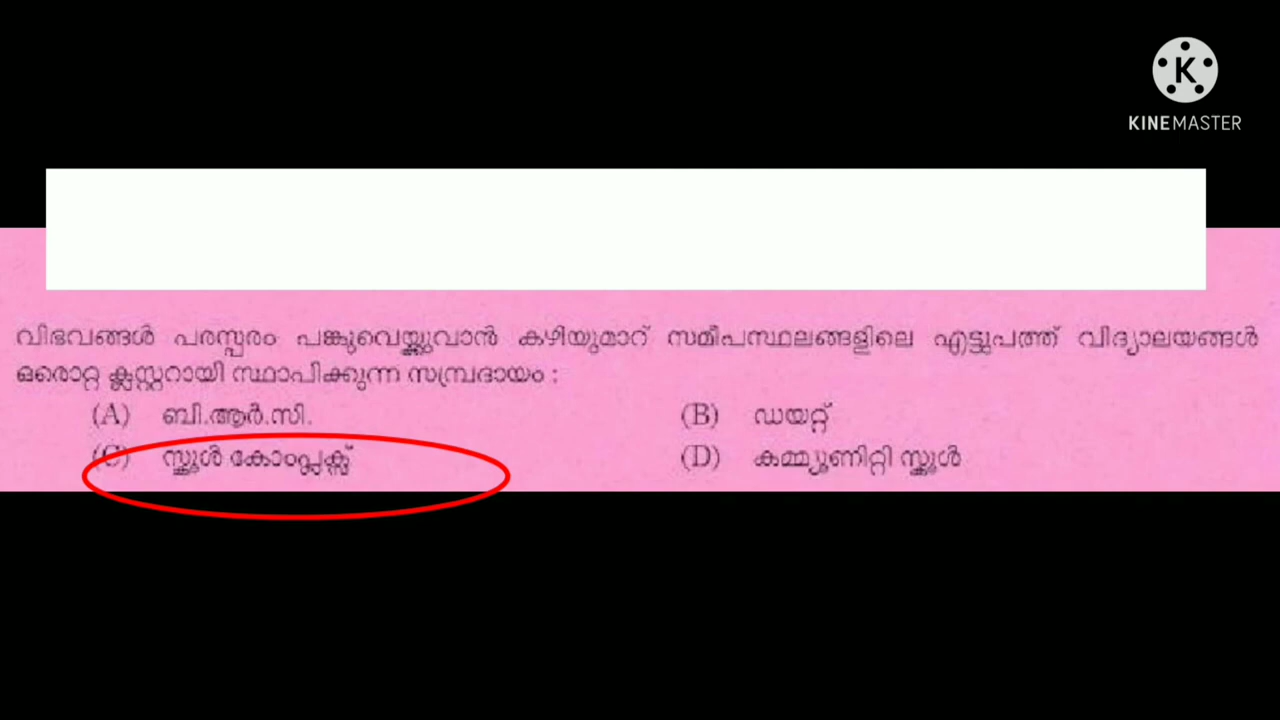 K
KINEMASTER
വിഭവങ്ങൾ പരസ്പരം പങ്കുവെയ്ക്കുവാൻ കഴിയുമാറ് സമീപസ്ഥലങ്ങളിലെ എട്ടുപത്ത് വിദ്യാലയങ്ങൾ
ഒരൊറ്റ ക്ലസ്റ്ററായി സ്ഥാപിക്കുന്ന സമ്പ്രദായം :
(A) ബി.ആർ.സി. (B) ഡയറ്റ്
(C) സ്കൂൾ കോംപ്ലക്സ് (D) കമ്മ്യൂണിറ്റി സ്കൂൾ